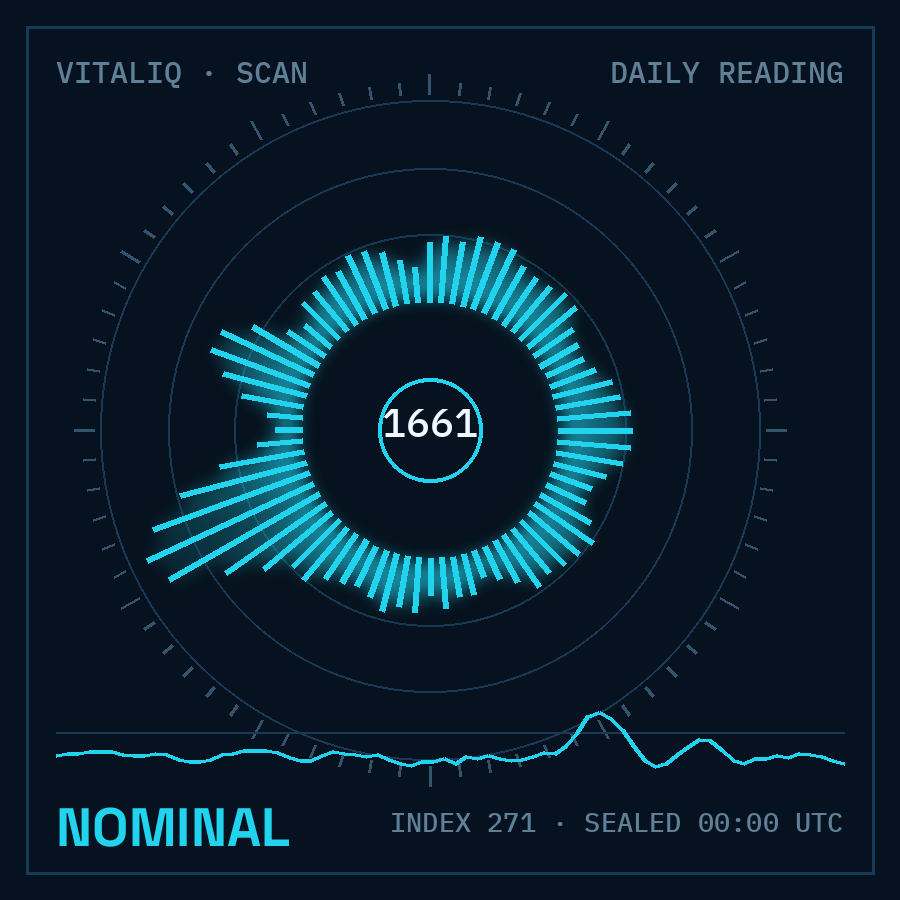 VITALIQ · SCAN
DAILY READING
1661
NOMINAL
INDEX 271 · SEALED 00:00 UTC